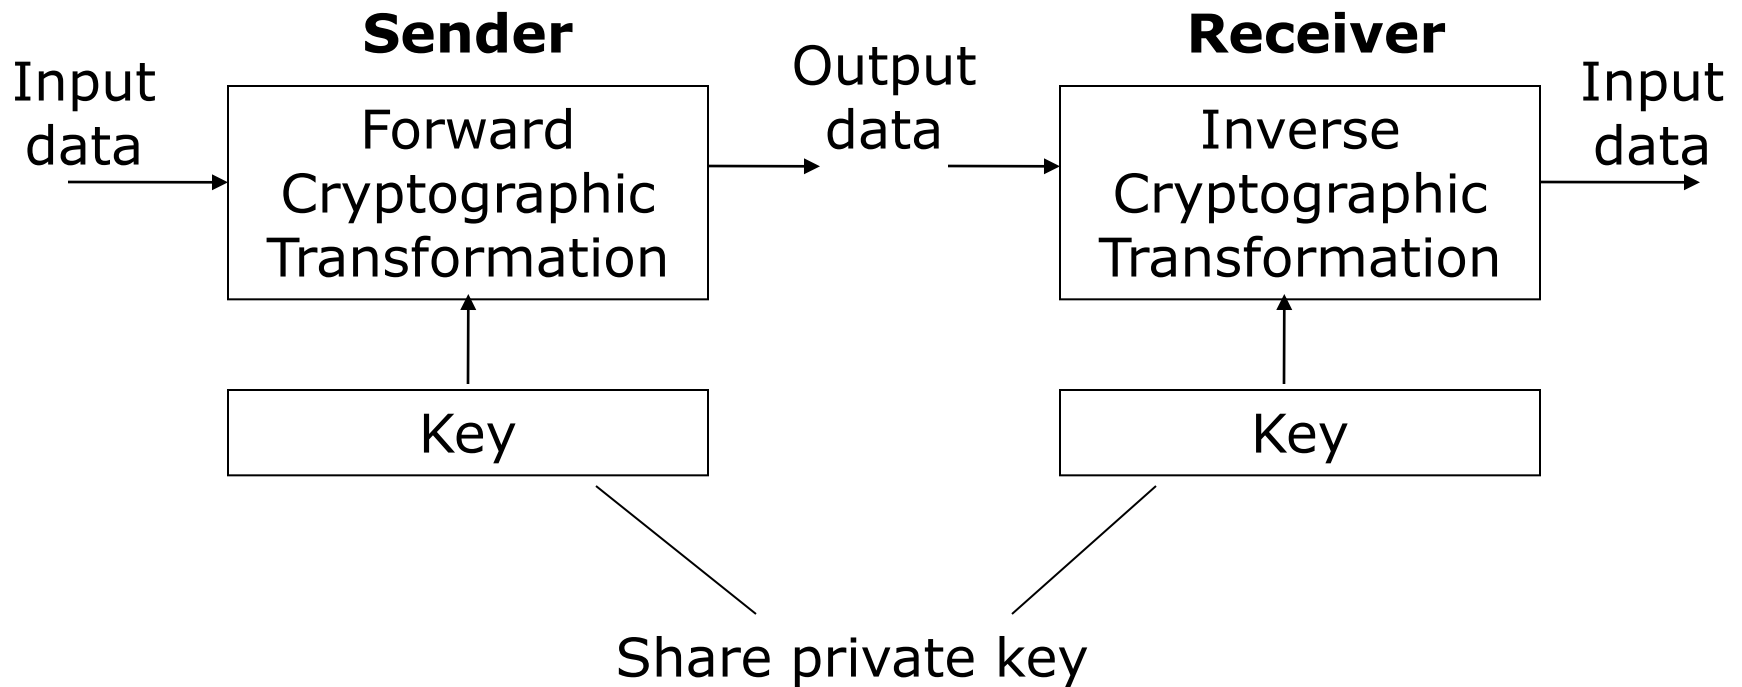 Sender
Receiver
Input
data
Output
data
Input
data
Forward
Cryptographic
Transformation
Inverse
Cryptographic
Transformation
Key
Key
Share private key